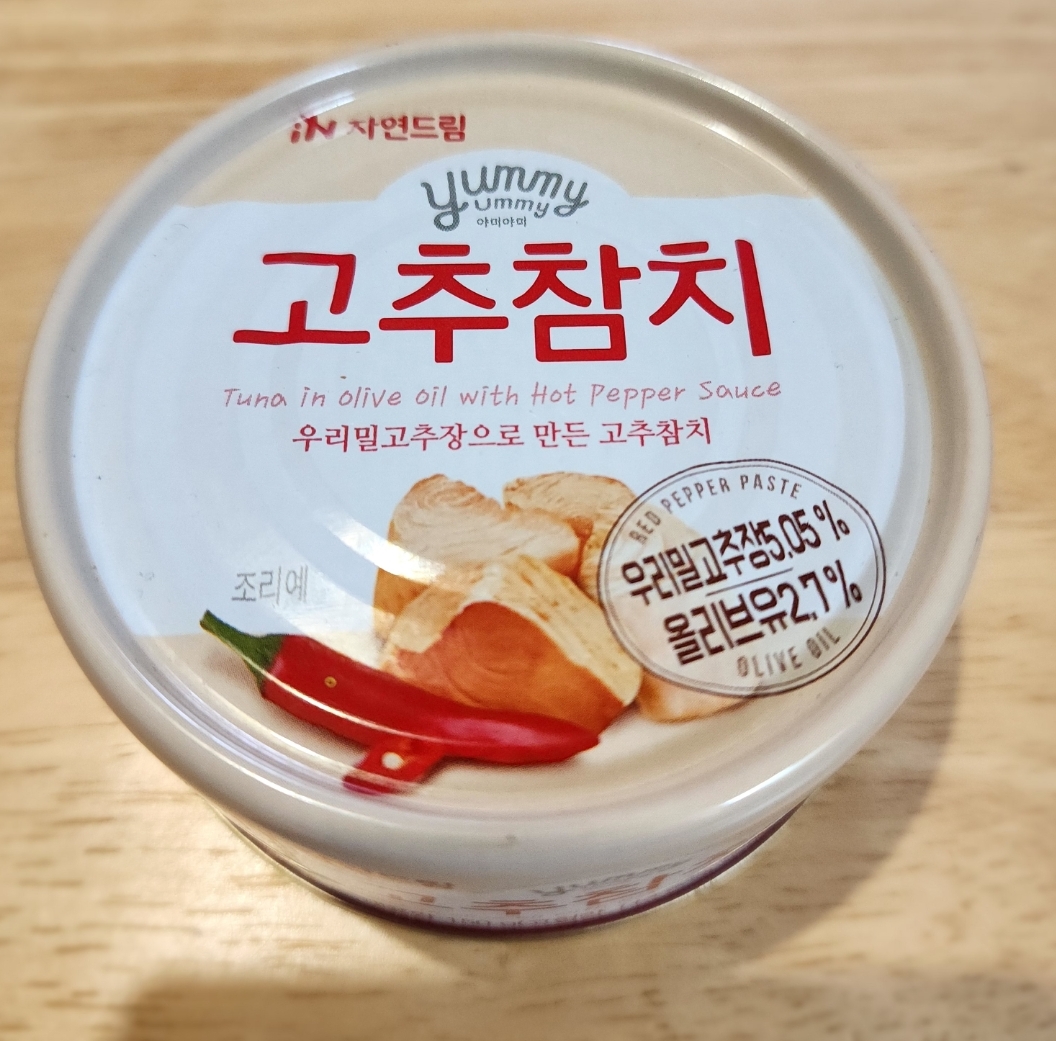 iN 자연드림
yummy
ummy
야미야미
고추참치
Tuna in olive oil with Hot Pepper Sauce
우리밀고추장으로 만든 고추참치
RED PEPPER PASTE
우리밀고추장5.05%
올리브유2.7%
OLIVE OIL
조리예